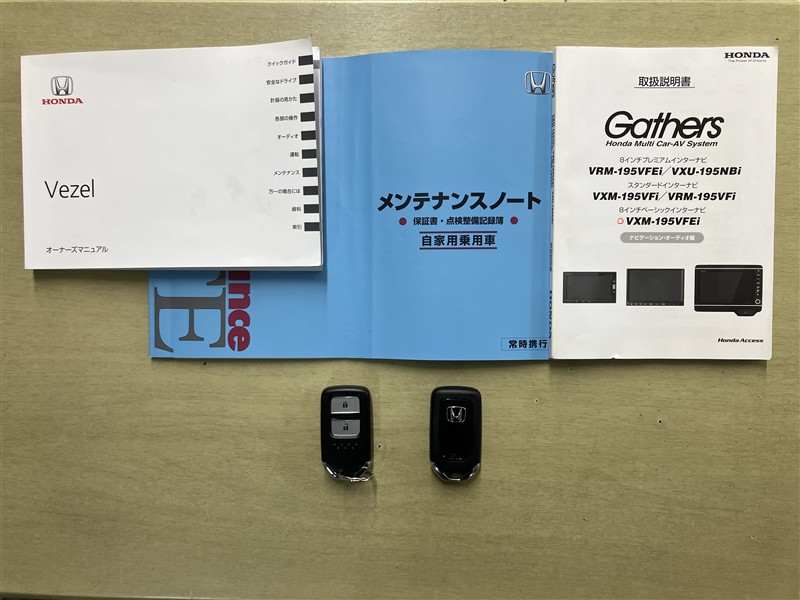 HONDA
Vezel
オーナーズマニュアル
クイックガイド
安全なドライブ
計器の見かた
各部の操作
オーディオ
運転
メンテナンス
万一の場合には
資料
索引
メンテナンスノート
保証書・点検整備記録簿
自家用乗用車
常時携行
HONDA
HONDA
The Power of Dreams
取扱説明書
Gathers
Honda Multi Car-AV System
8インチプレミアムインターナビ
VRM-195VFEi/VXU-195NBi
スタンダードインターナビ
VXM-195VFi/VRM-195VFi
8インチベーシックインターナビ
VXM-195VFEi
ナビゲーション・オーディオ編
Honda Access